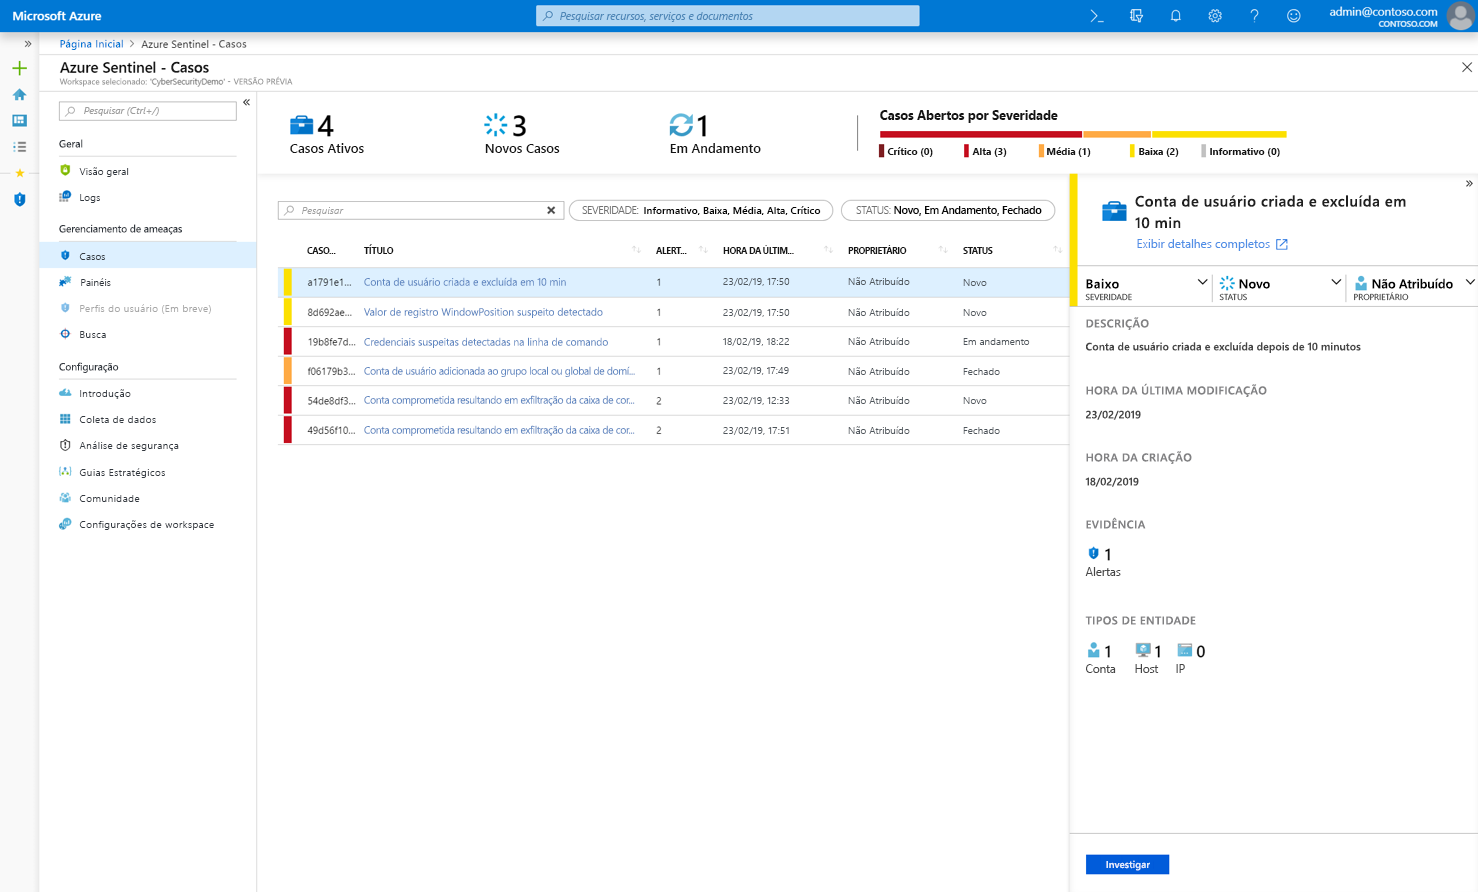 Microsoft Azure
Pesquisar recursos, serviços e documentos
admin@contoso.com
CONTOSO.COM
Página Inicial > Azure Sentinel - Casos
Azure Sentinel - Casos
Workspace selecionado: 'CyberSecurityDemo' - VERSÃO PRÉVIA
Pesquisar (Ctrl+/)
Geral
Visão geral
Logs
Gerenciamento de ameaças
Casos
Painéis
Perfis do usuário (Em breve)
Busca
Configuração
Introdução
Coleta de dados
Análise de segurança
Guias Estratégicos
Comunidade
Configurações de workspace
4
Casos Ativos
3
Novos Casos
1
Em Andamento
Casos Abertos por Severidade
Crítico (0) Alta (3) Média (1) Baixa (2) Informativo (0)
Pesquisar
SEVERIDADE: Informativo, Baixa, Média, Alta, Crítico
STATUS: Novo, Em Andamento, Fechado
CASO... TÍTULO ALERT... HORA DA ÚLTIM... PROPRIETÁRIO STATUS
a1791e1... Conta de usuário criada e excluída em 10 min 1 23/02/19, 17:50 Não Atribuído Novo
8d692ae... Valor de registro WindowPosition suspeito detectado 1 23/02/19, 17:50 Não Atribuído Novo
19b8fe7d... Credenciais suspeitas detectadas na linha de comando 1 18/02/19, 18:22 Não Atribuído Em andamento
f06179b3... Conta de usuário adicionada ao grupo local ou global de domí... 1 23/02/19, 17:49 Não Atribuído Fechado
54de8df3... Conta comprometida resultando em exfiltração da caixa de cor... 2 23/02/19, 12:33 Não Atribuído Novo
49d56f10... Conta comprometida resultando em exfiltração da caixa de cor... 2 23/02/19, 17:51 Não Atribuído Fechado
Conta de usuário criada e excluída em
10 min
Exibir detalhes completos
Baixo
SEVERIDADE
Novo
STATUS
Não Atribuído
PROPRIETÁRIO
DESCRIÇÃO
Conta de usuário criada e excluída depois de 10 minutos
HORA DA ÚLTIMA MODIFICAÇÃO
23/02/2019
HORA DA CRIAÇÃO
18/02/2019
EVIDÊNCIA
1
Alertas
TIPOS DE ENTIDADE
1 1 0
Conta Host IP
Investigar